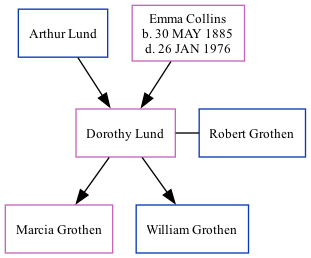 Arthur Lund
Emma Collins
b. 30 MAY 1885
d. 26 JAN 1976
Dorothy Lund
Robert Grothen
Marcia Grothen
William Grothen